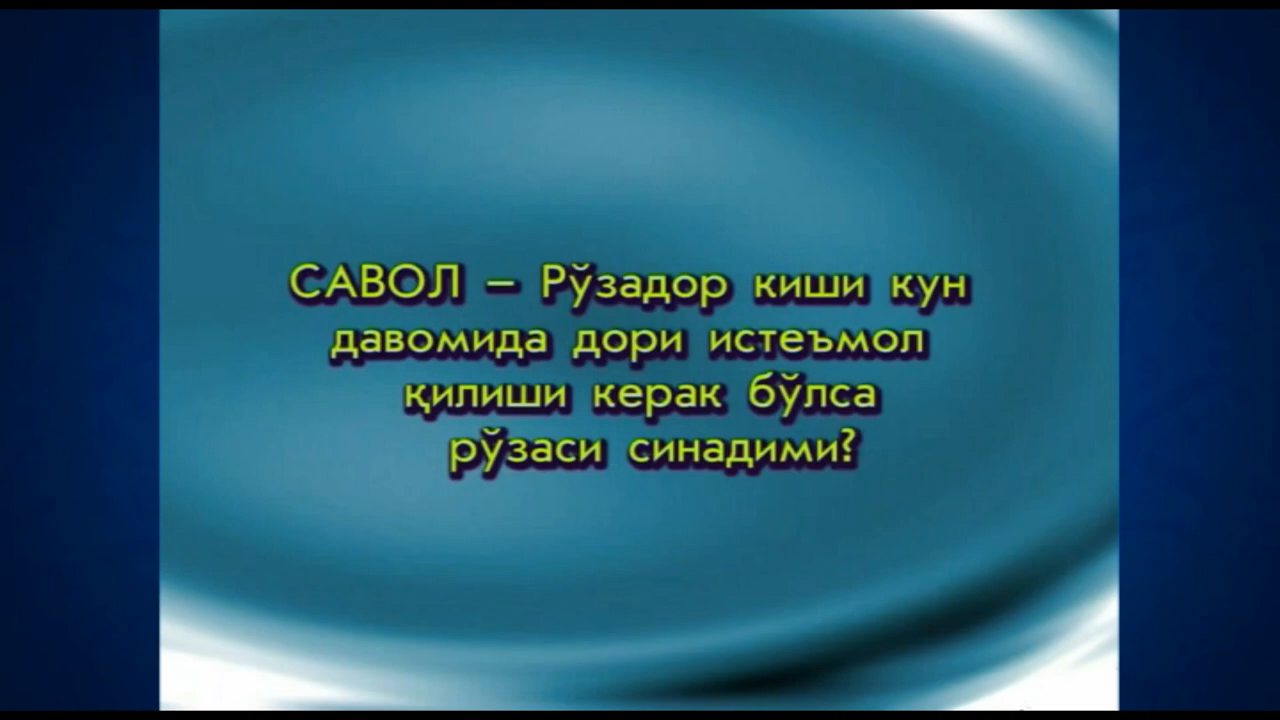 САВОЛ – Рўзадор киши кун
давомида дори истеъмол
қилиши керак бўлса
рўзаси синадими?